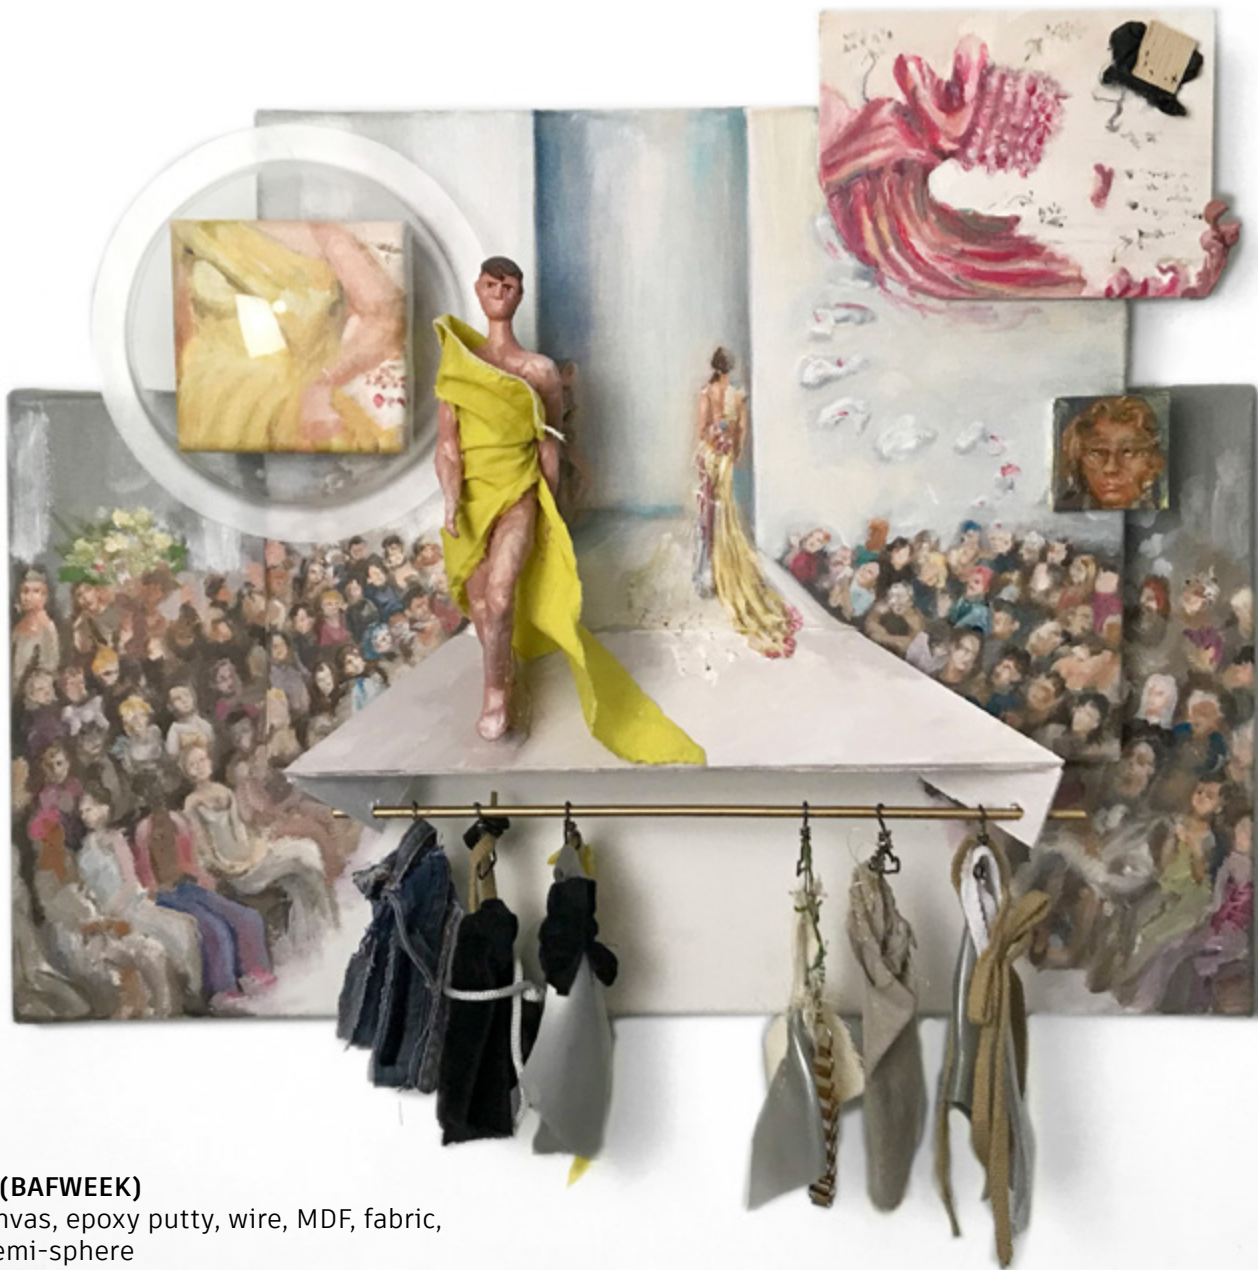 (BAFWEEK)
nvas, epoxy putty, wire, MDF, fabric,
emi-sphere